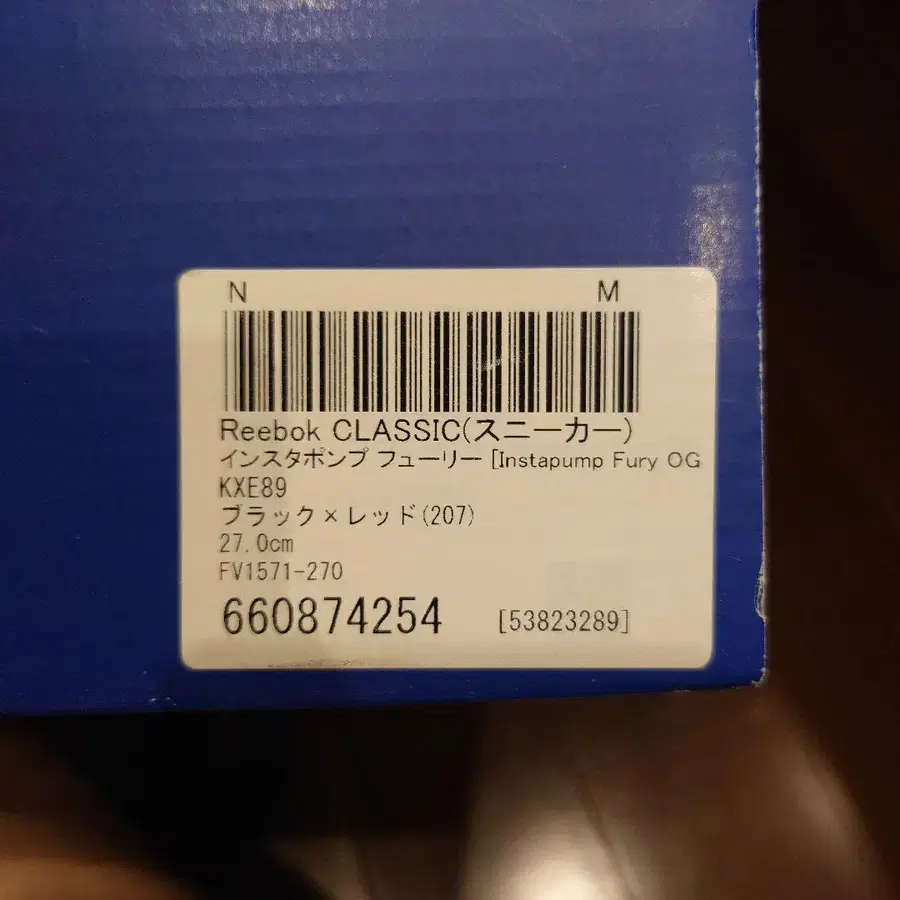 N M
Reebok CLASSIC(スニーカー)
インスタポンプ フューリー [Instapump Fury OG
KXE89
ブラック×レッド(207)
27.0cm
FV1571-270
660874254 [53823289]